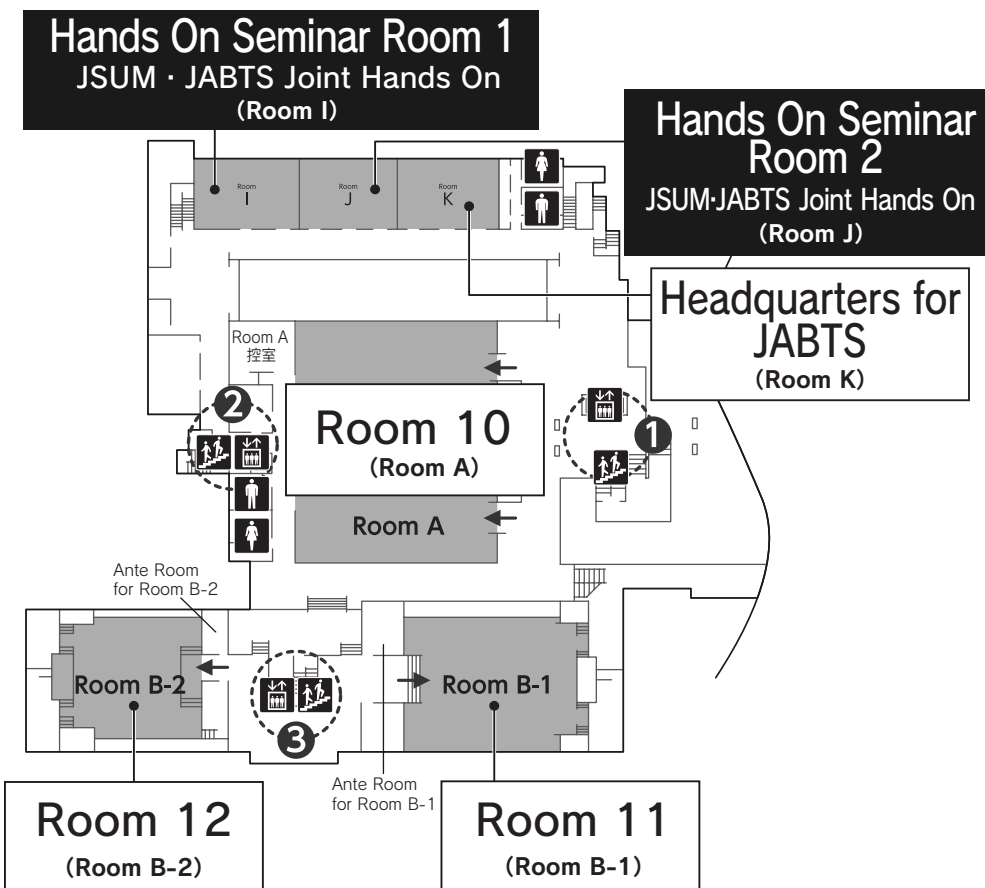 Hands On Seminar Room 1
JSUM・JABTS Joint Hands On
(Room I)
Hands On Seminar
Room 2
JSUM・JABTS Joint Hands On
(Room J)
Room
I
Room
J
Room
K
Headquarters for
JABTS
(Room K)
Room A
控室
2
1
Room 10
(Room A)
Room A
Ante Room
for Room B-2
Room B-2
Room B-1
3
Ante Room
for Room B-1
Room 12
(Room B-2)
Room 11
(Room B-1)